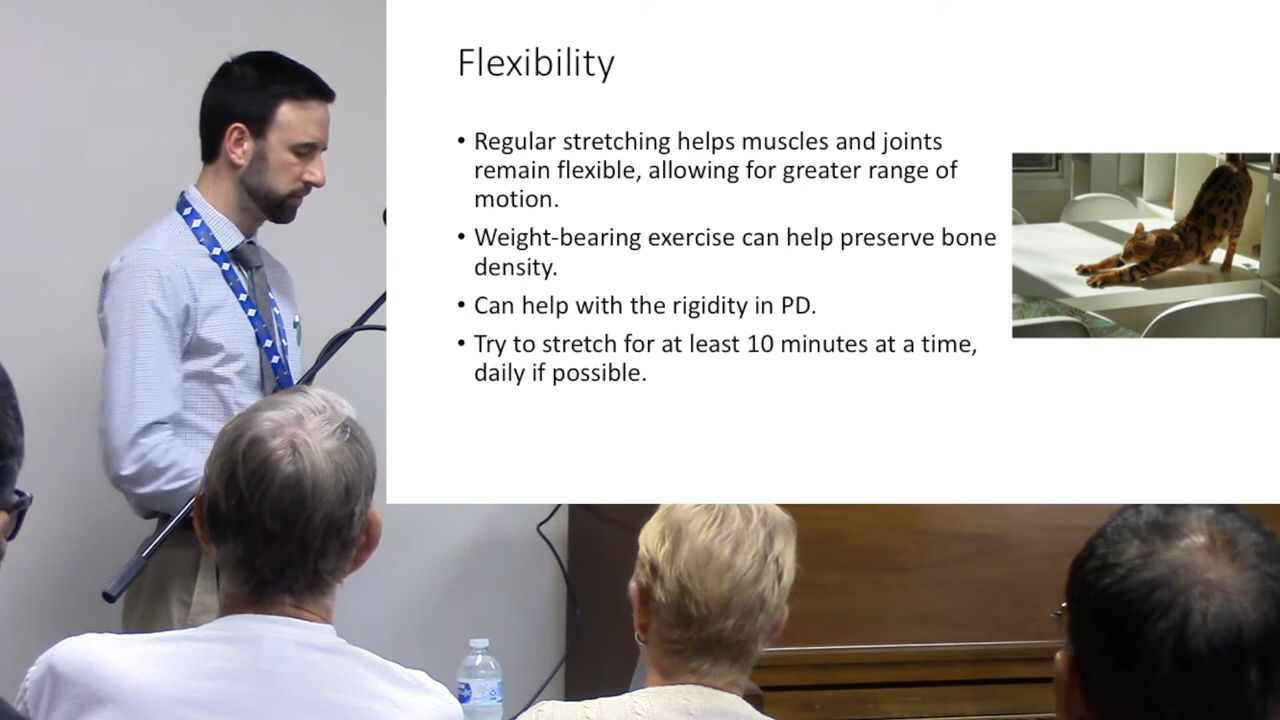 Flexibility
• Regular stretching helps muscles and joints
remain flexible, allowing for greater range of
motion.
• Weight-bearing exercise can help preserve bone
density.
• Can help with the rigidity in PD.
• Try to stretch for at least 10 minutes at a time,
daily if possible.